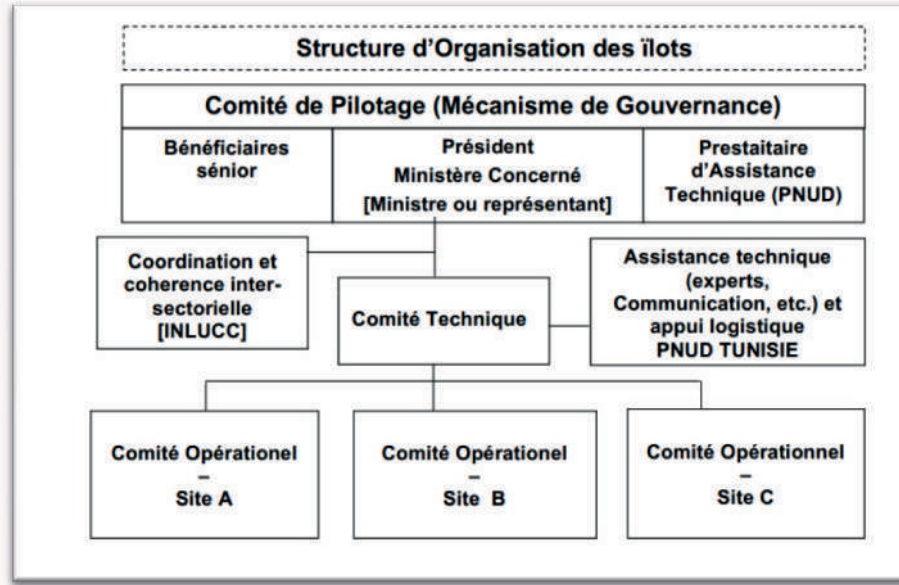 Structure d'Organisation des ïlots
Comité de Pilotage (Mécanisme de Gouvernance)
Bénéficiaires
sénior
Président
Ministère Concerné
[Ministre ou représentant]
Prestaitaire
d'Assistance
Technique (PNUD)
Coordination et
coherence inter-
sectorielle
[INLUCC]
Comité Technique
Assistance technique
(experts,
Communication, etc.) et
appui logistique
PNUD TUNISIE
Comité Opérationel
–
Site A
Comité Opérationel
–
Site B
Comité Opérationnel
–
Site C